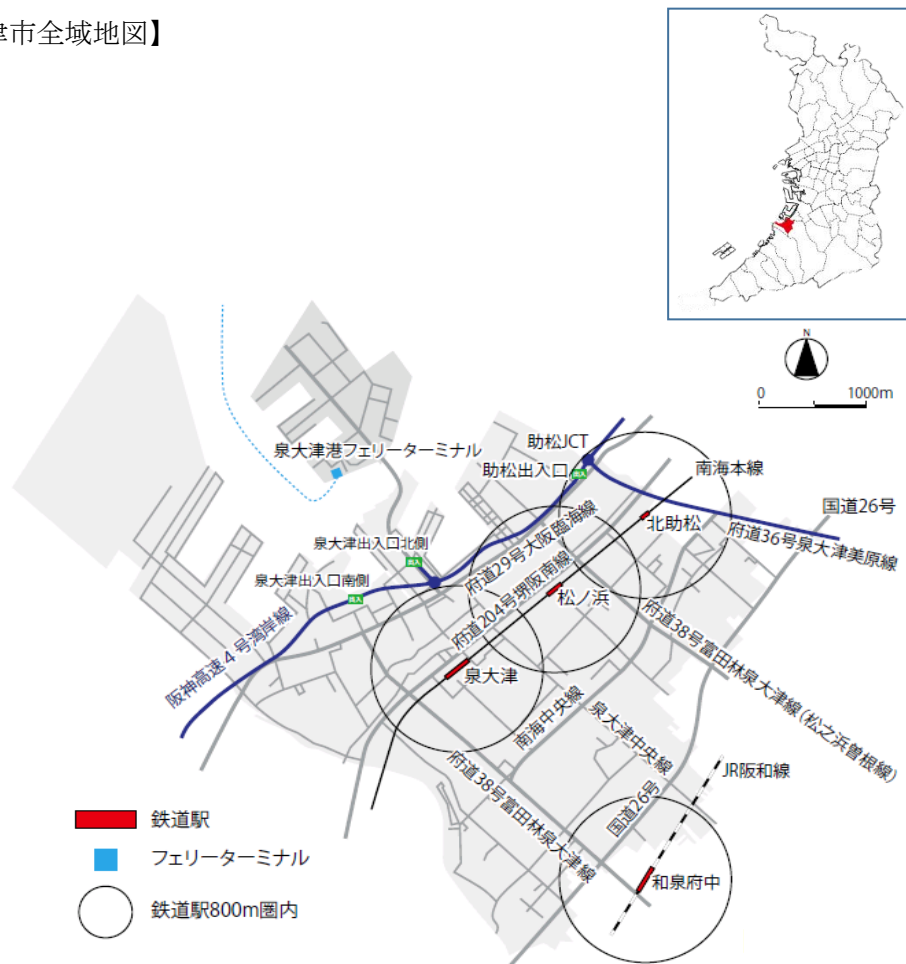 津市全域地図】
N
0 1000m
助松JCT
南海本線
泉大津港フェリーターミナル
助松出入口
出入
国道26号
北助松
府道36号泉大津美原線
泉大津出入口北側
出入
府道29号大阪臨海線
泉大津出入口南側
出入
松ノ浜
府道204号堺阪南線
阪神高速4号湾岸線
泉大津
府道38号富田林泉大津線(松之浜曽根線)
南海中央線
泉大津中央線
JR阪和線
府道38号富田林泉大津線
国道26号
鉄道駅
フェリーターミナル
和泉府中
鉄道駅800m圏内